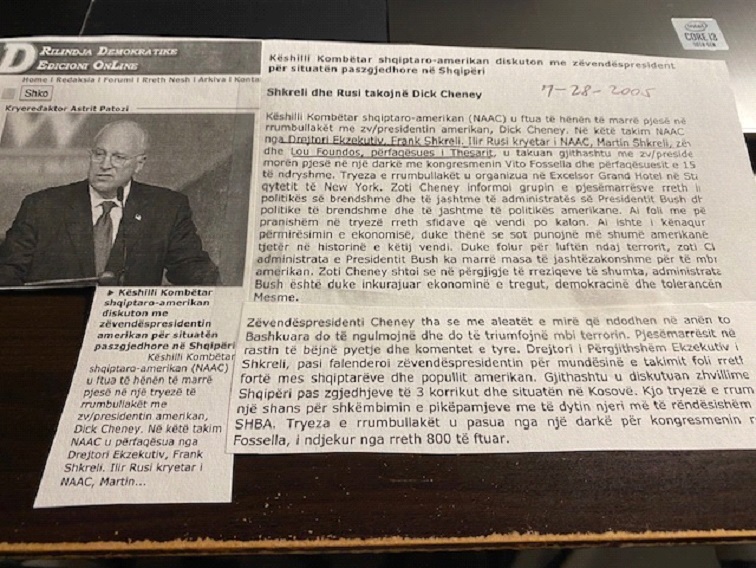 RILINDJA DEMOKRATIKE
EDICIONI ONLINE
Home I Redaksia I Forumi I Rreth Nesh I Arkiva I
Shko
Kryeredaktor Astrit Patozi
► Këshilli Kombëtar
shqiptaro-amerikan
diskuton me
zëvendëspresidentin
amerikan për situatën
paszgjedhore në Shqipëri
Këshilli Kombëtar
shqiptaro-amerikan (NAAC)
u ftua të hënën të marrë
pjesë në një tryezë të
rrumbullakët me
zv/presidentin amerikan,
Dick Cheney. Në këtë takim
NAAC u përfaqësua nga
Drejtori Ekzekutiv, Frank
Shkreli. Ilir Rusi kryetar i
NAAC, Martin...
Këshilli Kombëtar shqiptaro-amerikan diskuton me zëvendëspresident
për situatën paszgjedhore në Shqipëri
Shkreli dhe Rusi takojnë Dick Cheney
7-28-2005
Këshilli Kombëtar shqiptaro-amerikan (NAAC) u ftua të hënën të marrë pjesë në
rrumbullakët me zv/presidentin amerikan, Dick Cheney. Në këtë takim NAAC
nga Drejtori Ekzekutiv, Frank Shkreli. Ilir Rusi kryetar i NAAC, Martin Shkreli,
dhe Lou Foundos, përfaqësues i Thesarit, u takuan gjithashtu me zv/preside
morën pjesë në një darkë me kongresmenin Vito Fossella dhe përfaqësuesit e 15
të ndryshme. Tryeza e rrumbullakët u organizua në Excelsor Grand Hotel në
qytetit të New York. Zoti Cheney informoi grupin e pjesëmarrësve rreth
politikës së brendshme dhe të jashtme të administratës së Presidentit Bush
politike të brendshme dhe të jashtme të politikës amerikane. Ai foli me
pranishëm në tryezë rreth sfidave që vendi po kalon. Ai ishte i kënaqur
përmirësimin e ekonomisë, duke thënë se sot punojmë më shumë amerikanë
tjetër në historinë e këtij vendi. Duke folur për luftën ndaj terrorit, zoti
administrata e Presidentit Bush ka marrë masa të jashtëzakonshme për të
amerikan. Zoti Cheney shtoi se në përgjigje të rreziqeve të shumta, administrata
Bush është duke inkurajuar ekonominë e tregut, demokracinë dhe tolerancën
Mesme.
Zëvendëspresidenti Cheney tha se me aleatët e mirë që ndodhen në anën
Bashkuara do të ngulmojnë dhe do të triumfojnë mbi terrorin. Pjesëmarrësit në
rastin të bëjnë pyetje dhe komentet e tyre. Drejtori i Përgjithshëm Ekzekutiv i
Shkreli, pasi falenderoi zëvendëspresidentin për mundësinë e takimit foli
fortë mes shqiptarëve dhe popullit amerikan. Gjithashtu u diskutuan zhvillime
Shqipëri pas zgjedhjeve të 3 korrikut dhe situatën në Kosovë. Kjo tryezë e rrum
një shans për shkëmbimin e pikëpamjeve me të dytin njeri më të rëndësishëm
SHBA. Tryeza e rrumbullakët u pasua nga një darkë për kongresmenin
Fossella, i ndjekur nga rreth 800 të ftuar.
intel
CORE i3